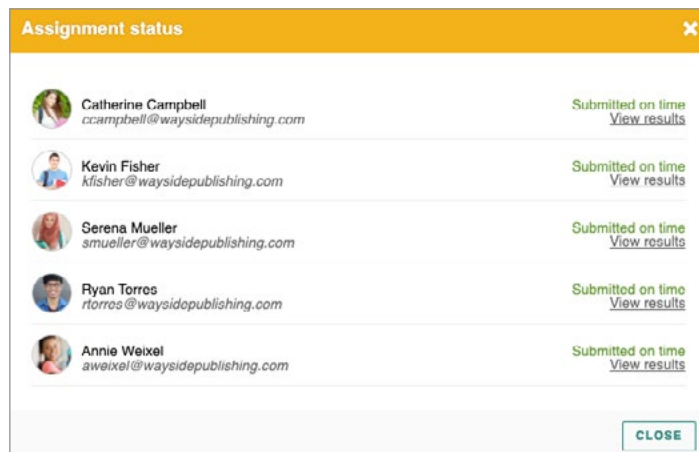 Assignment status
Catherine Campbell
ccampbell@waysidepublishing.com
Submitted on time
View results
Kevin Fisher
kfisher@waysidepublishing.com
Submitted on time
View results
Serena Mueller
smueller@waysidepublishing.com
Submitted on time
View results
Ryan Torres
rtorres@waysidepublishing.com
Submitted on time
View results
Annie Weixel
aweixel@waysidepublishing.com
Submitted on time
View results
CLOSE